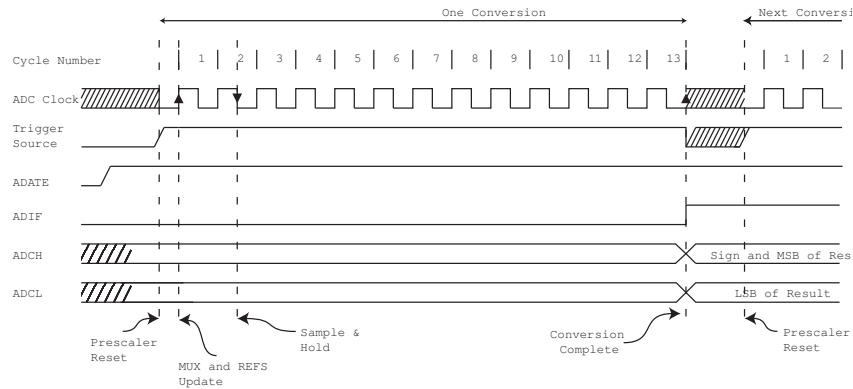 One Conversion
Next Conversi
Cycle Number
1 2 3 4 5 6 7 8 9 10 11 12 13 1 2
ADC Clock
Trigger
Source
ADATE
ADIF
ADCH
Sign and MSB of Res
ADCL
LSB of Result
Prescaler
Reset
MUX and REFS
Update
Sample &
Hold
Conversion
Complete
Prescaler
Reset